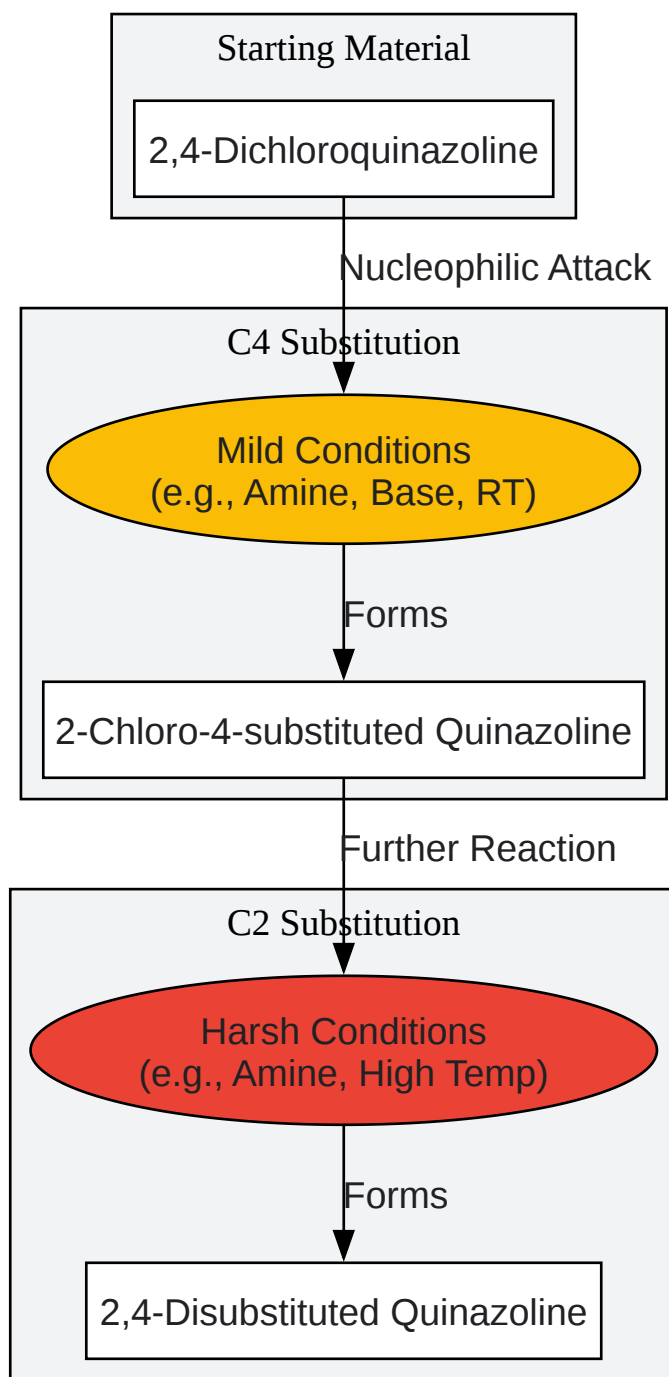 Starting Material
2,4-Dichloroquinazoline
Nucleophilic Attack
C4 Substitution
Mild Conditions
(e.g., Amine, Base, RT)
Forms
2-Chloro-4-substituted Quinazoline
Further Reaction
C2 Substitution
Harsh Conditions
(e.g., Amine, High Temp)
Forms
2,4-Disubstituted Quinazoline